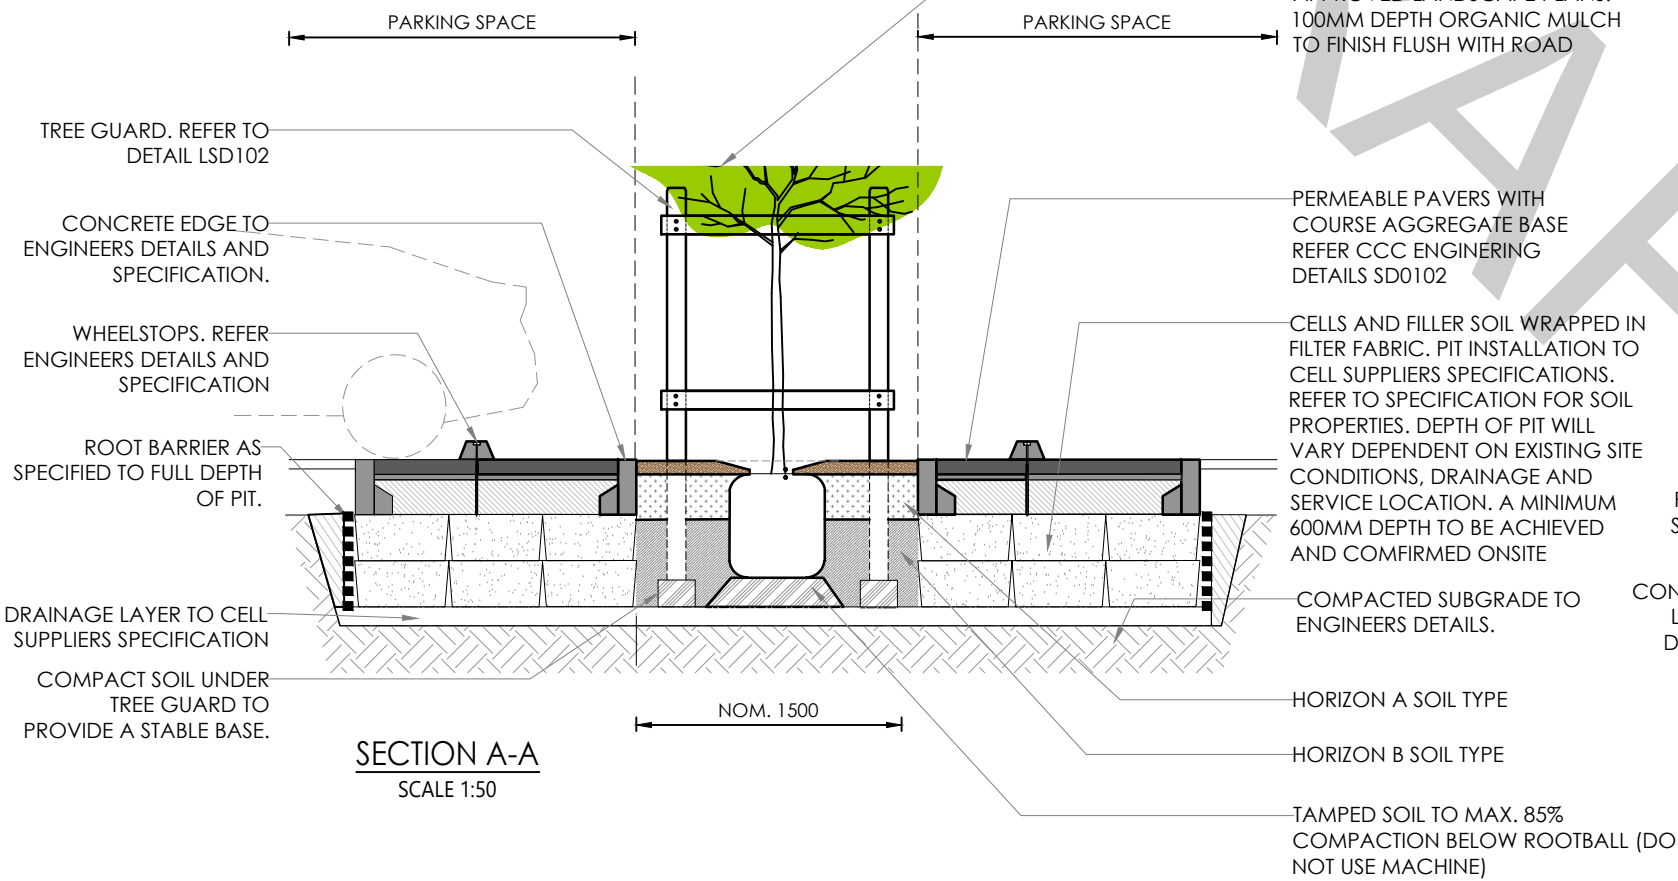 PARKING SPACE
PARKING SPACE
100MM DEPTH ORGANIC MULCH
TO FINISH FLUSH WITH ROAD
TREE GUARD. REFER TO
DETAIL LSD102
CONCRETE EDGE TO
ENGINEERS DETAILS AND
SPECIFICATION.
WHEELSTOPS. REFER
ENGINEERS DETAILS AND
SPECIFICATION
ROOT BARRIER AS
SPECIFIED TO FULL DEPTH
OF PIT.
DRAINAGE LAYER TO CELL
SUPPLIERS SPECIFICATION
COMPACT SOIL UNDER
TREE GUARD TO
PROVIDE A STABLE BASE.
PERMEABLE PAVERS WITH
COURSE AGGREGATE BASE
REFER CCC ENGINERING
DETAILS SD0102
CELLS AND FILLER SOIL WRAPPED IN
FILTER FABRIC. PIT INSTALLATION TO
CELL SUPPLIERS SPECIFICATIONS.
REFER TO SPECIFICATION FOR SOIL
PROPERTIES. DEPTH OF PIT WILL
VARY DEPENDENT ON EXISTING SITE
CONDITIONS, DRAINAGE AND
SERVICE LOCATION. A MINIMUM
600MM DEPTH TO BE ACHIEVED
AND COMFIRMED ONSITE
COMPACTED SUBGRADE TO
ENGINEERS DETAILS.
HORIZON A SOIL TYPE
HORIZON B SOIL TYPE
TAMPED SOIL TO MAX. 85%
COMPACTION BELOW ROOTBALL (DO
NOT USE MACHINE)
NOM. 1500
SECTION A-A
SCALE 1:50
CON